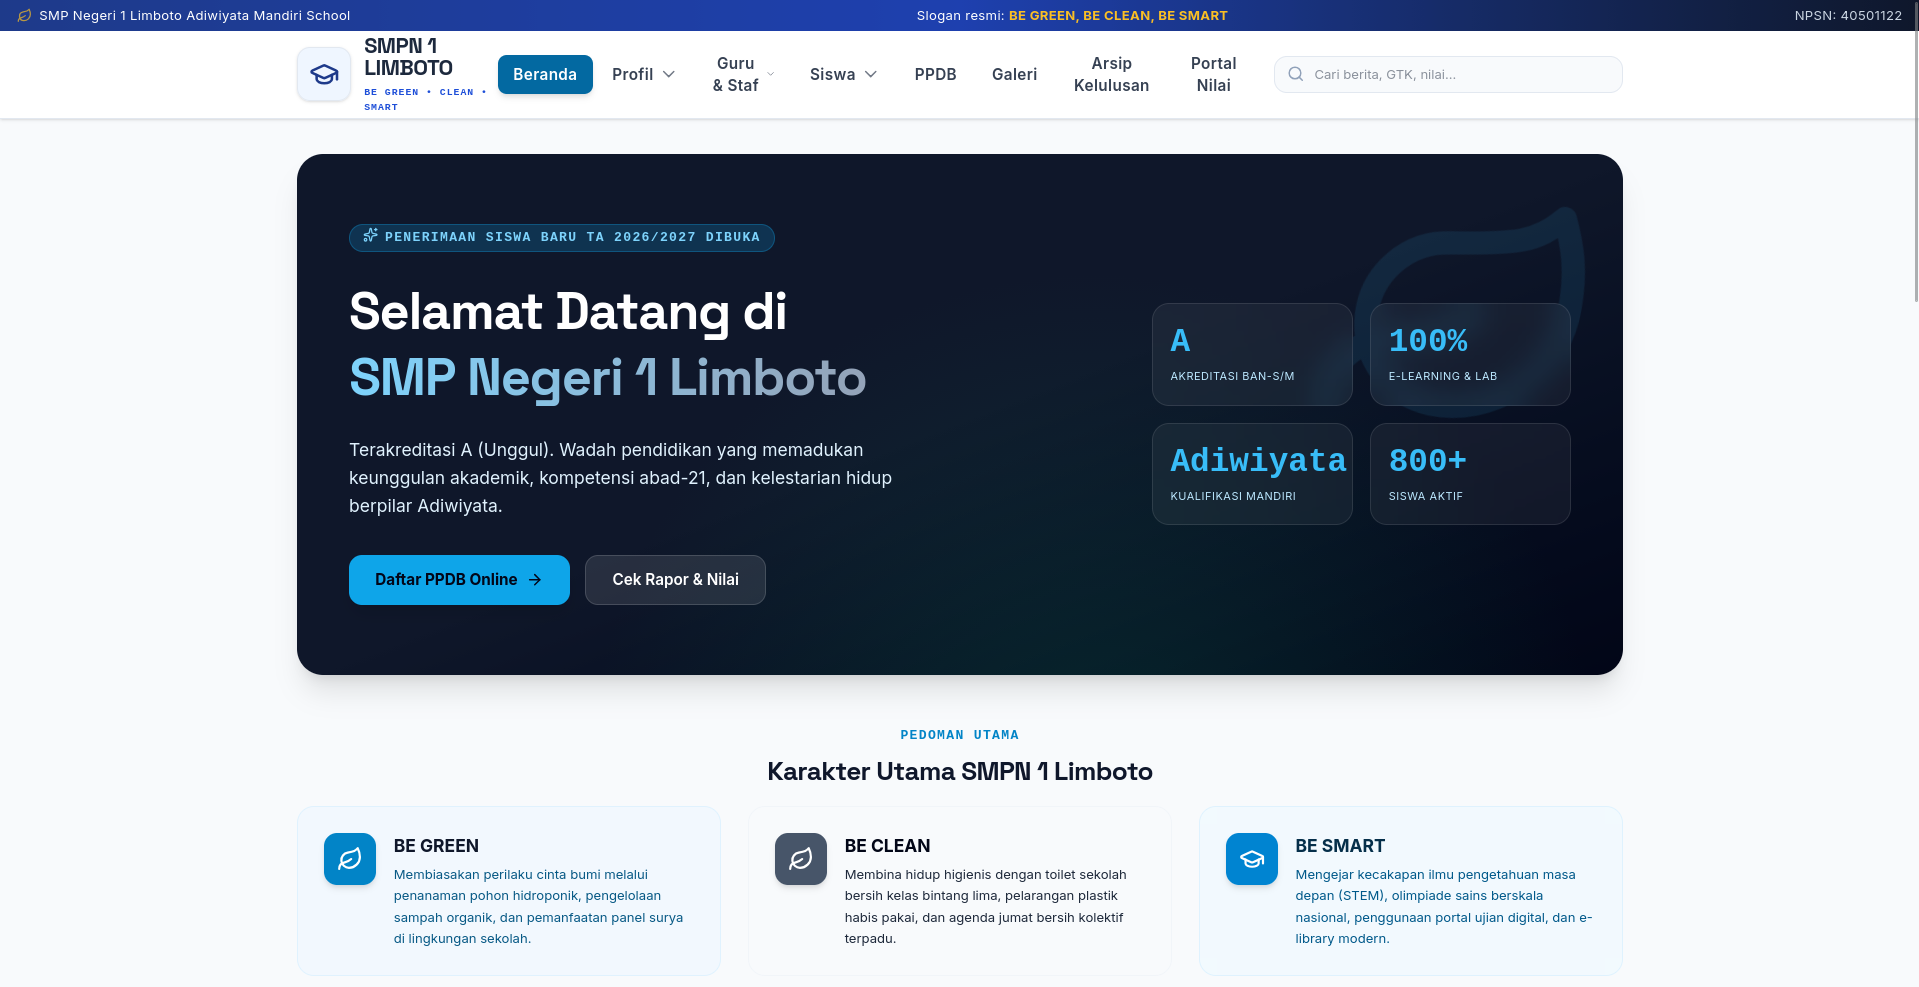 SMP Negeri 1 Limboto Adiwiyata Mandiri School
Slogan resmi: BE GREEN, BE CLEAN, BE SMART
NPSN: 40501122
SMPN 1
LIMBOTO
BE GREEN • CLEAN •
SMART
Beranda
Profil
Guru
& Staf
Siswa
PPDB
Galeri
Arsip
Kelulusan
Portal
Nilai
Cari berita, GTK, nilai...
PENERIMAAN SISWA BARU TA 2026/2027 DIBUKA
Selamat Datang di
SMP Negeri 1 Limboto
Terakreditasi A (Unggul). Wadah pendidikan yang memadukan
keunggulan akademik, kompetensi abad-21, dan kelestarian hidup
berpilar Adiwiyata.
Daftar PPDB Online
Cek Rapor & Nilai
A
AKREDITASI BAN-S/M
100%
E-LEARNING & LAB
Adiwiyata
KUALIFIKASI MANDIRI
800+
SISWA AKTIF
PEDOMAN UTAMA
Karakter Utama SMPN 1 Limboto
BE GREEN
Membiasakan perilaku cinta bumi melalui
penanaman pohon hidroponik, pengelolaan
sampah organik, dan pemanfaatan panel surya
di lingkungan sekolah.
BE CLEAN
Membina hidup higienis dengan toilet sekolah
bersih kelas bintang lima, pelarangan plastik
habis pakai, dan agenda jumat bersih kolektif
terpadu.
BE SMART
Mengejar kecakapan ilmu pengetahuan masa
depan (STEM), olimpiade sains berskala
nasional, penggunaan portal ujian digital, dan e-
library modern.